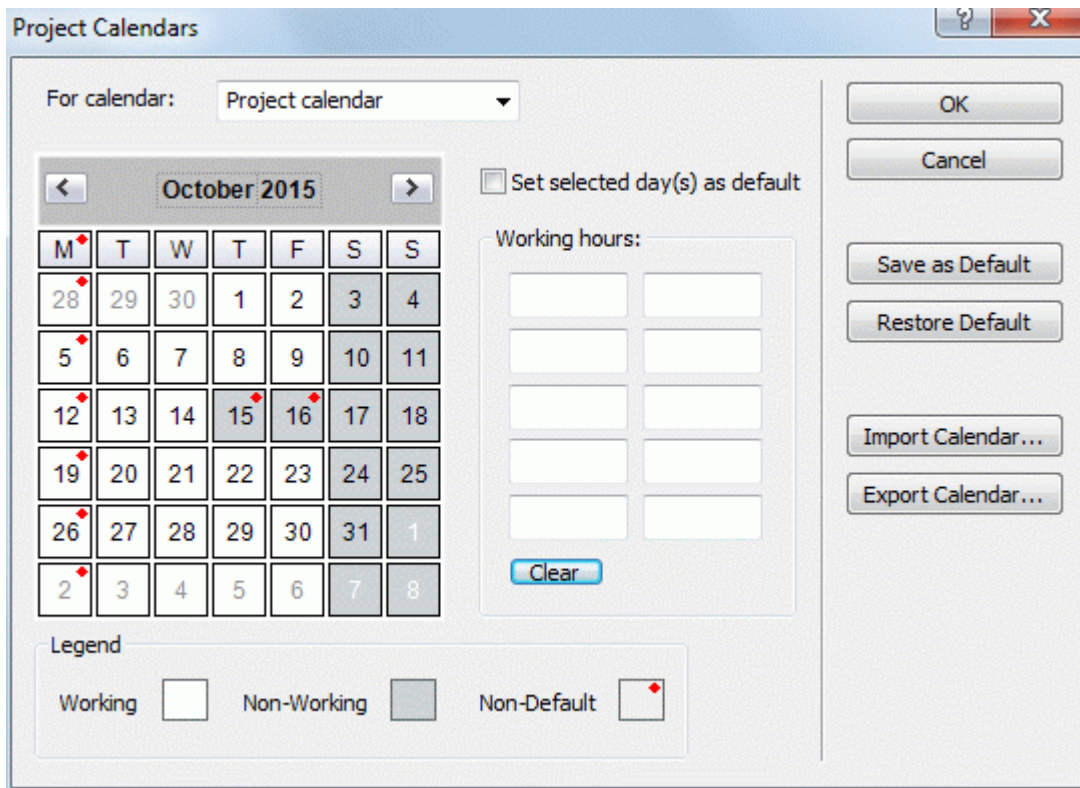 Project Calendars
?
X
For calendar: Project calendar
OK
Cancel
< October 2015 >
Set selected day(s) as default
M T W T F S S
28 29 30 1 2 3 4
5 6 7 8 9 10 11
12 13 14 15 16 17 18
19 20 21 22 23 24 25
26 27 28 29 30 31 1
2 3 4 5 6 7 8
Working hours:
Clear
Save as Default
Restore Default
Import Calendar...
Export Calendar...
Legend
Working Non-Working Non-Default